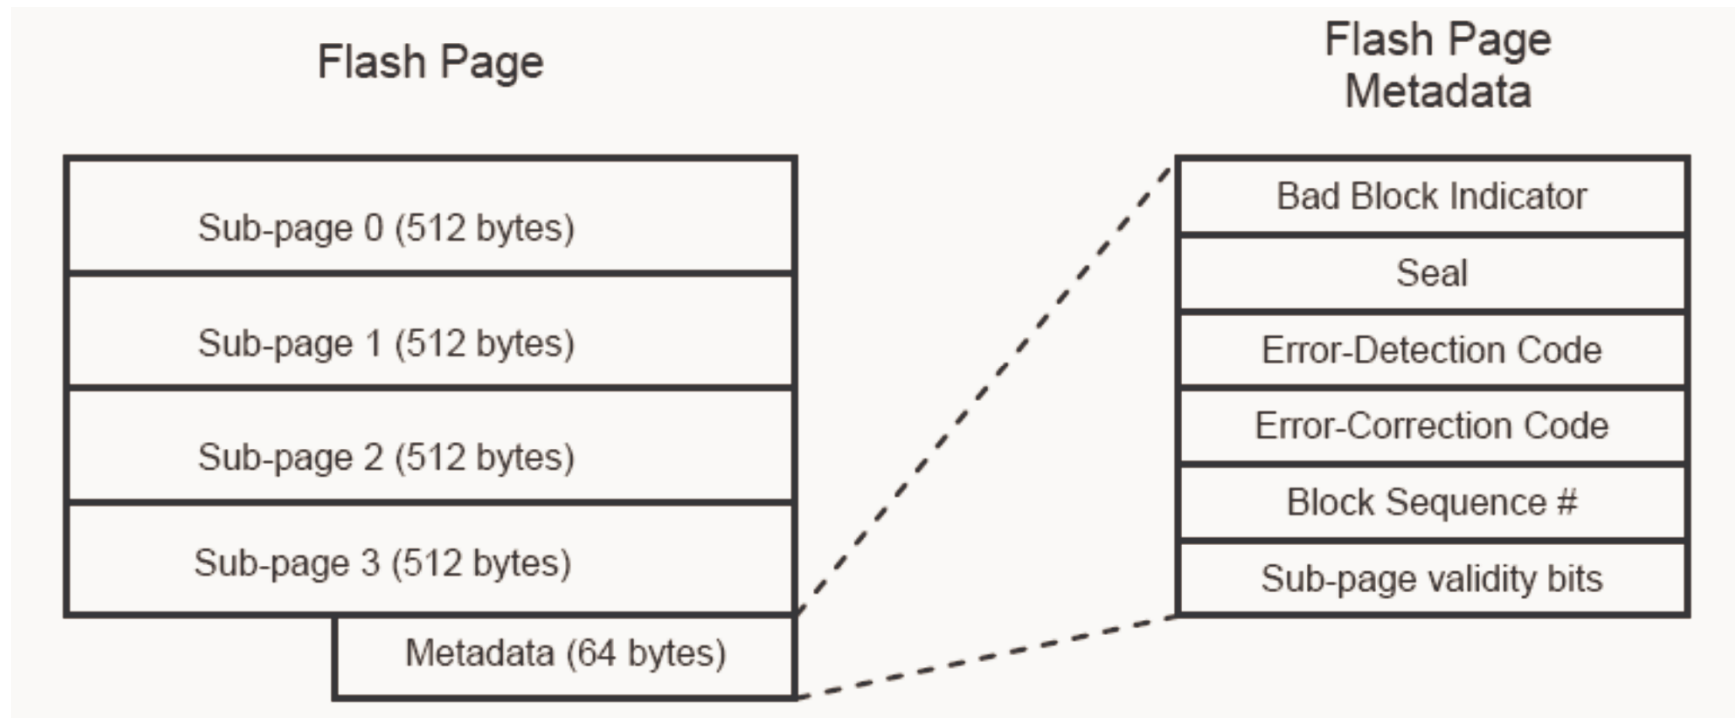 Flash Page
Sub-page 0 (512 bytes)
Sub-page 1 (512 bytes)
Sub-page 2 (512 bytes)
Sub-page 3 (512 bytes)
Metadata (64 bytes)
Flash Page
Metadata
Bad Block Indicator
Seal
Error-Detection Code
Error-Correction Code
Block Sequence #
Sub-page validity bits